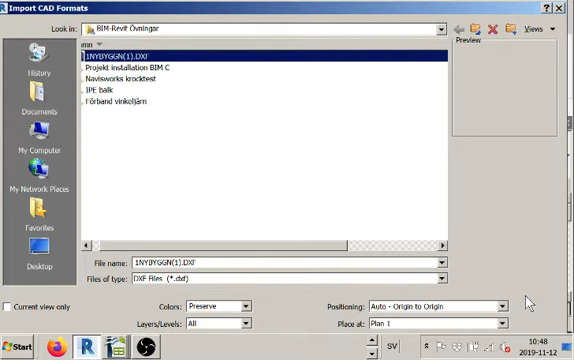 Import CAD Formats
Look in: BIM-Revit Övningar
Views
mn
Preview
1NYBYGGN(1).DXF
Projekt installation BIM C
Navisworks krocktest
IPE balk
Förband vinkeljärn
History
Documents
My Computer
My Network Places
Favorites
Desktop
File name: 1NYBYGGN(1).DXF
Files of type: DXF Files (*.dxf)
Current view only
Colors: Preserve
Positioning: Auto - Origin to Origin
Layers/Levels: All
Place at: Plan 1
Start
SV
10:48
2019-11-12